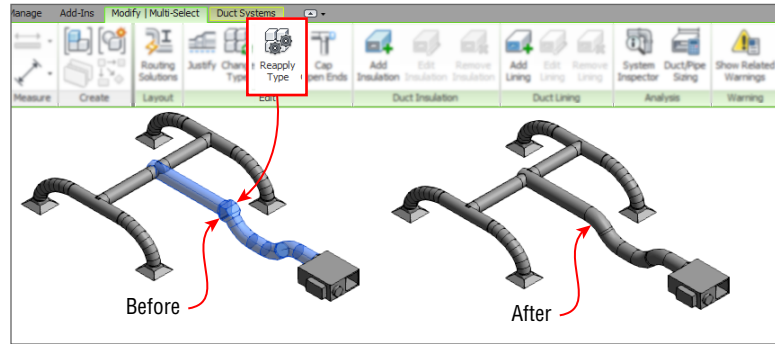 Manage Add-Ins Modify | Multi-Select Duct Systems
Routing Solutions Justify Change Type Reapply Type Cap Open Ends Add Insulation Edit Insulation Remove Insulation Add Lining Edit Lining Remove Lining System Inspector Duct/Pipe Sizing Show Related Warnings
Measure Create Layout Edit Duct Insulation Duct Lining Analysis Warning
Before
After